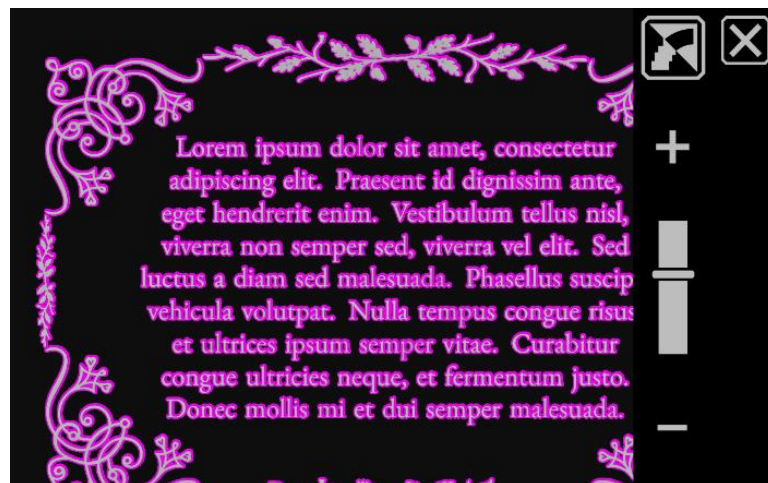 Lorem ipsum dolor sit amet, consectetur
adipiscing elit. Praesent id dignissim ante,
eget hendrerit enim. Vestibulum tellus nisl,
viverra non semper sed, viverra vel elit. Sed
luctus a diam sed malesuada. Phasellus suscip
vehicula volutpat. Nulla tempus congue risus
et ultrices ipsum semper vitae. Curabitur
congue ultricies neque, et fermentum justo.
Donec mollis mi et dui semper malesuada.